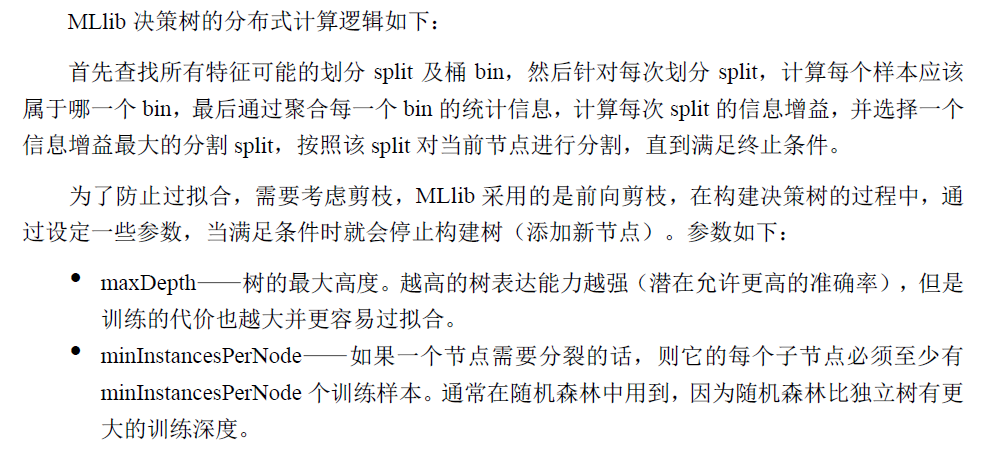 MLlib 决策树的分布式计算逻辑如下：
首先查找所有特征可能的划分 split 及桶 bin，然后针对每次划分 split，计算每个样本应该
属于哪一个 bin，最后通过聚合每一个 bin 的统计信息，计算每次 split 的信息增益，并选择一个
信息增益最大的分割 split，按照该 split 对当前节点进行分割，直到满足终止条件。
为了防止过拟合，需要考虑剪枝，MLlib 采用的是前向剪枝，在构建决策树的过程中，通
过设定一些参数，当满足条件时就会停止构建树（添加新节点）。参数如下：
● maxDepth——树的最大高度。越高的树表达能力越强（潜在允许更高的准确率），但是
训练的代价也越大并更容易过拟合。
● minInstancesPerNode——如果一个节点需要分裂的话，则它的每个子节点必须至少有
minInstancesPerNode 个训练样本。通常在随机森林中用到，因为随机森林比独立树有更
大的训练深度。